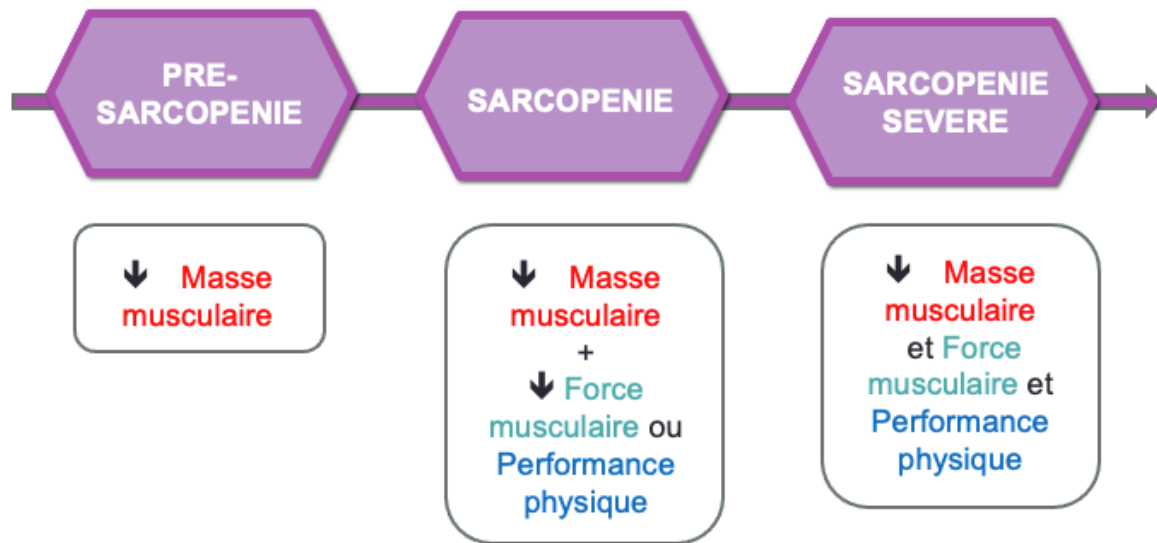 PRE-
SARCOPENIE
SARCOPENIE
SARCOPENIE
SEVERE
↓ Masse
musculaire
↓ Masse
musculaire
+
↓ Force
musculaire ou
Performance
physique
↓ Masse
musculaire
et Force
musculaire et
Performance
physique